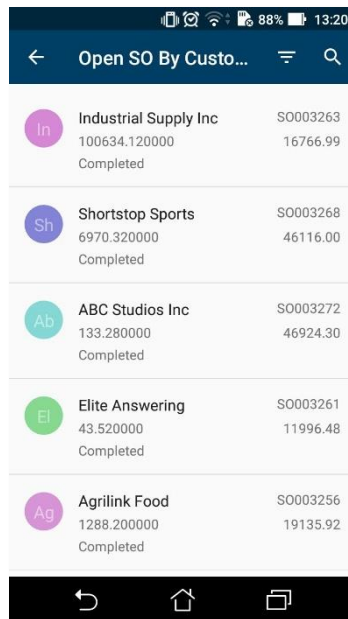 88% 13:20
Open SO By Custo...
In Industrial Supply Inc SO003263
100634.120000 16766.99
Completed
Sh Shortstop Sports SO003268
6970.320000 46116.00
Completed
Ab ABC Studios Inc SO003272
133.280000 46924.30
Completed
El Elite Answering SO003261
43.520000 11996.48
Completed
Ag Agrilink Food SO003256
1288.200000 19135.92
Completed